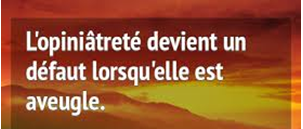 L'opiniâtreté devient un
défaut lorsqu'elle est
aveugle.